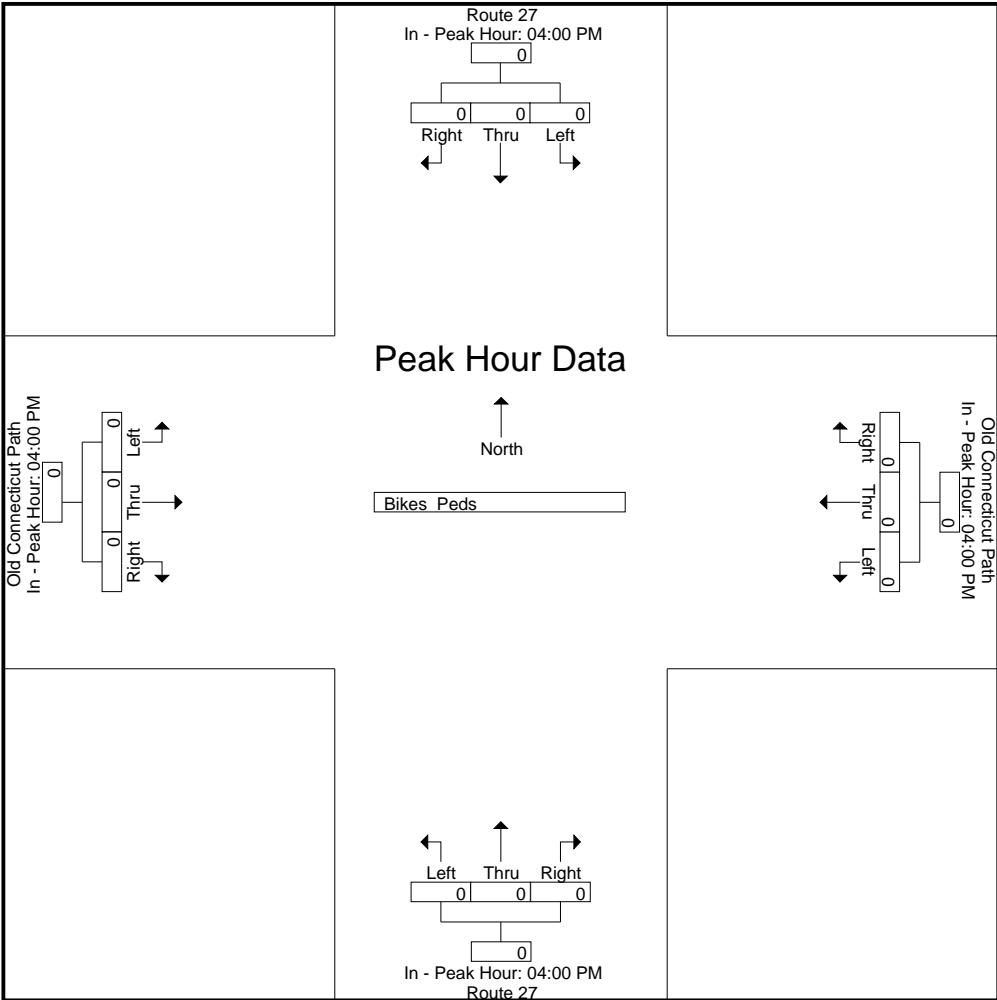 Route 27
In - Peak Hour: 04:00 PM
0
0 0 0
Right Thru Left
Peak Hour Data
North
Bikes Peds
Old Connecticut Path
In - Peak Hour: 04:00 PM
0
0 0 0
Left Thru Right
Old Connecticut Path
In - Peak Hour: 04:00 PM
0
0 0 0
Right Thru Left
Left Thru Right
0 0 0
0
In - Peak Hour: 04:00 PM
Route 27